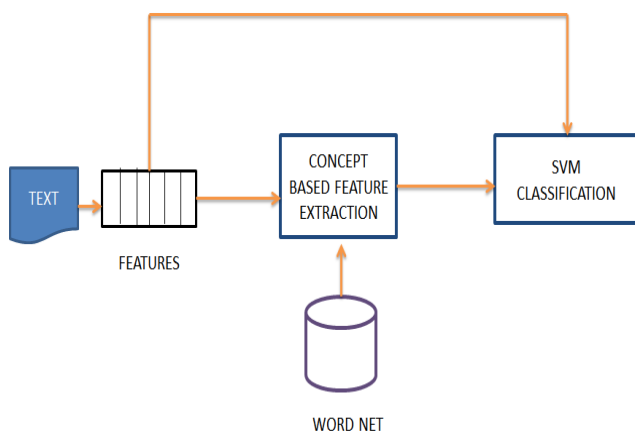 TEXT
FEATURES
CONCEPT
BASED FEATURE
EXTRACTION
SVM
CLASSIFICATION
WORD NET